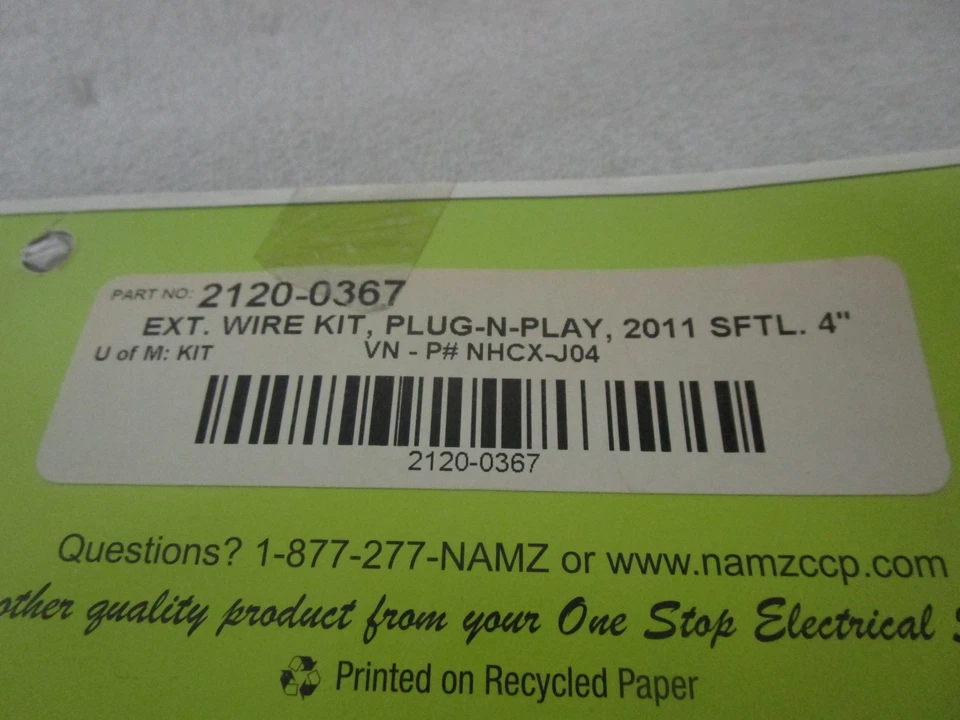 PART NO: 2120-0367
EXT. WIRE KIT, PLUG-N-PLAY, 2011 SFTL. 4"
U of M: KIT VN - P# NHCX-J04
2120-0367
Questions? 1-877-277-NAMZ or www.namzccp.com
other quality product from your One Stop Electrical
Printed on Recycled Paper